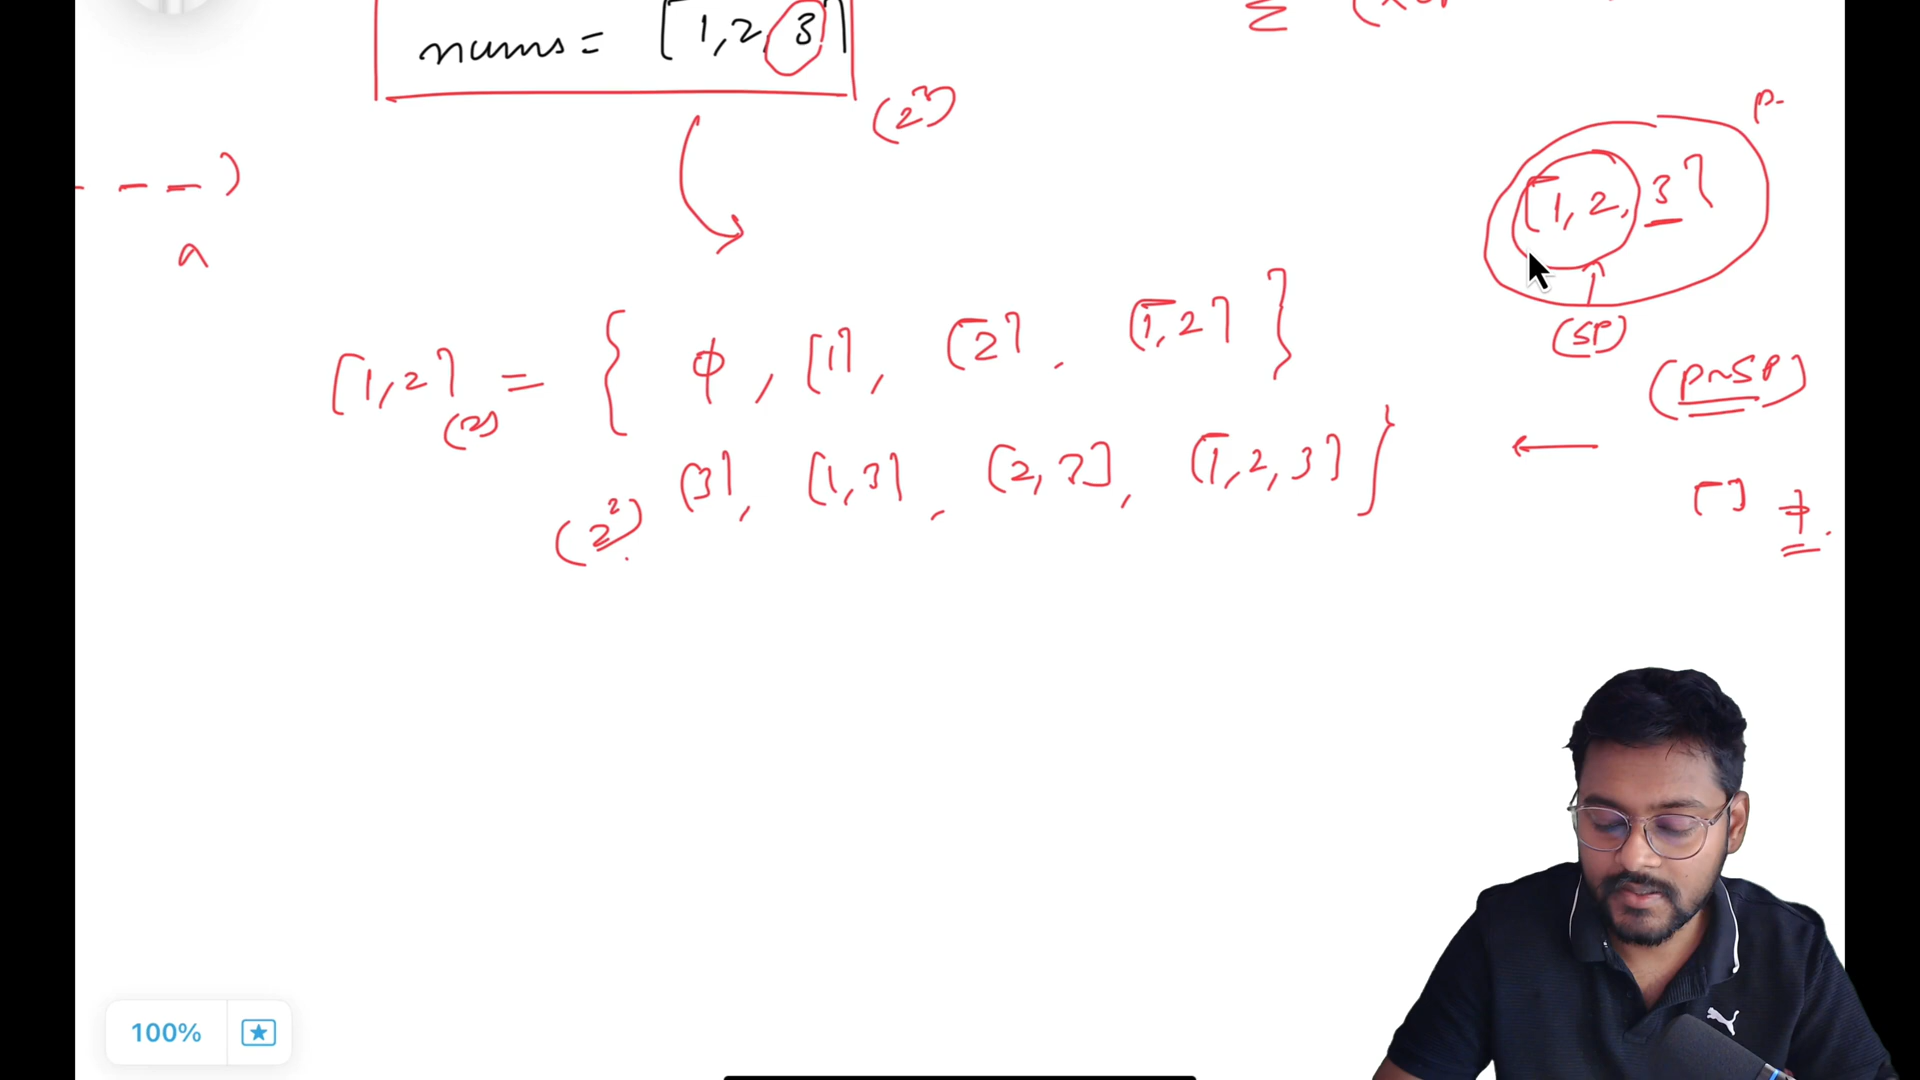 nums = [1,2,3]
Σ
(2³)
P-
- - - )
a
[1,2,3]
(SP)
[1,2] = { φ, [1], [2], [1,2] }
(2)
(P~SP)
[3], [1,3], [2,3], [1,2,3] }
(2²)
[]
100%